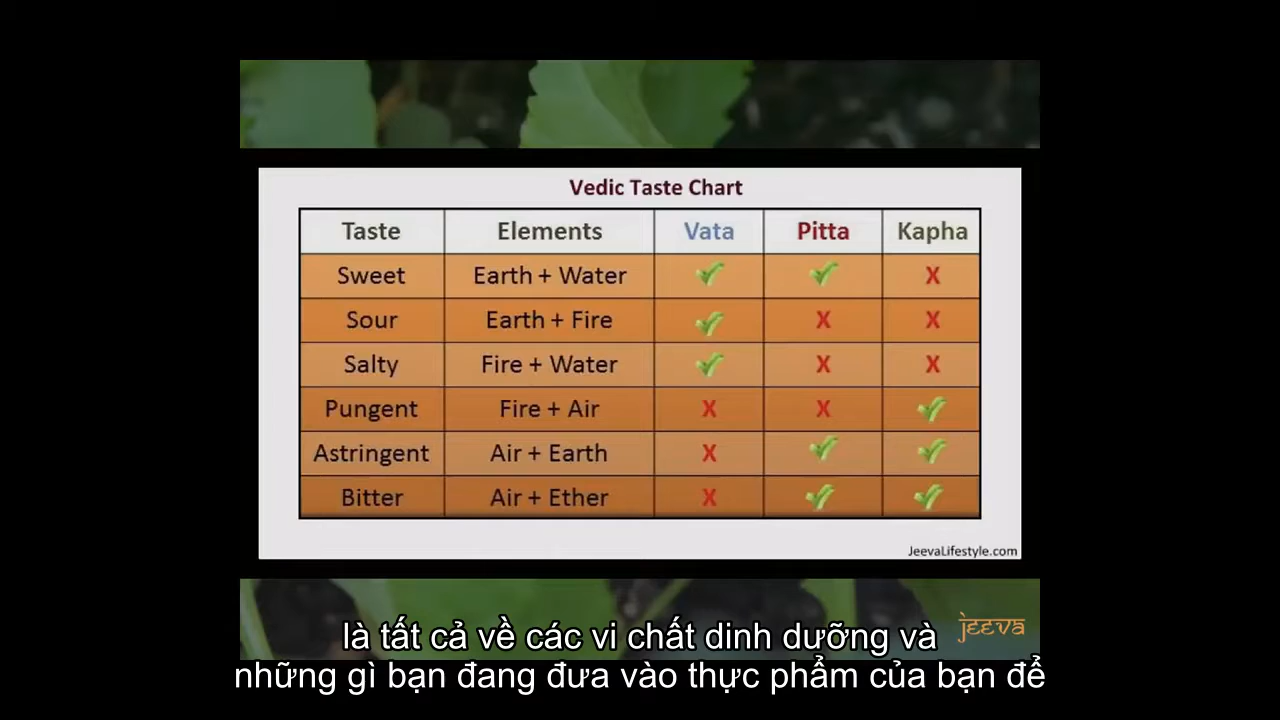 Vedic Taste Chart
Taste Elements Vata Pitta Kapha
Sweet Earth + Water ✓ ✓ X
Sour Earth + Fire ✓ X X
Salty Fire + Water ✓ X X
Pungent Fire + Air X X ✓
Astringent Air + Earth X ✓ ✓
Bitter Air + Ether X ✓ ✓
JeevaLifestyle.com
jeeva
là tất cả về các vi chất dinh dưỡng và
những gì bạn đang đưa vào thực phẩm của bạn để